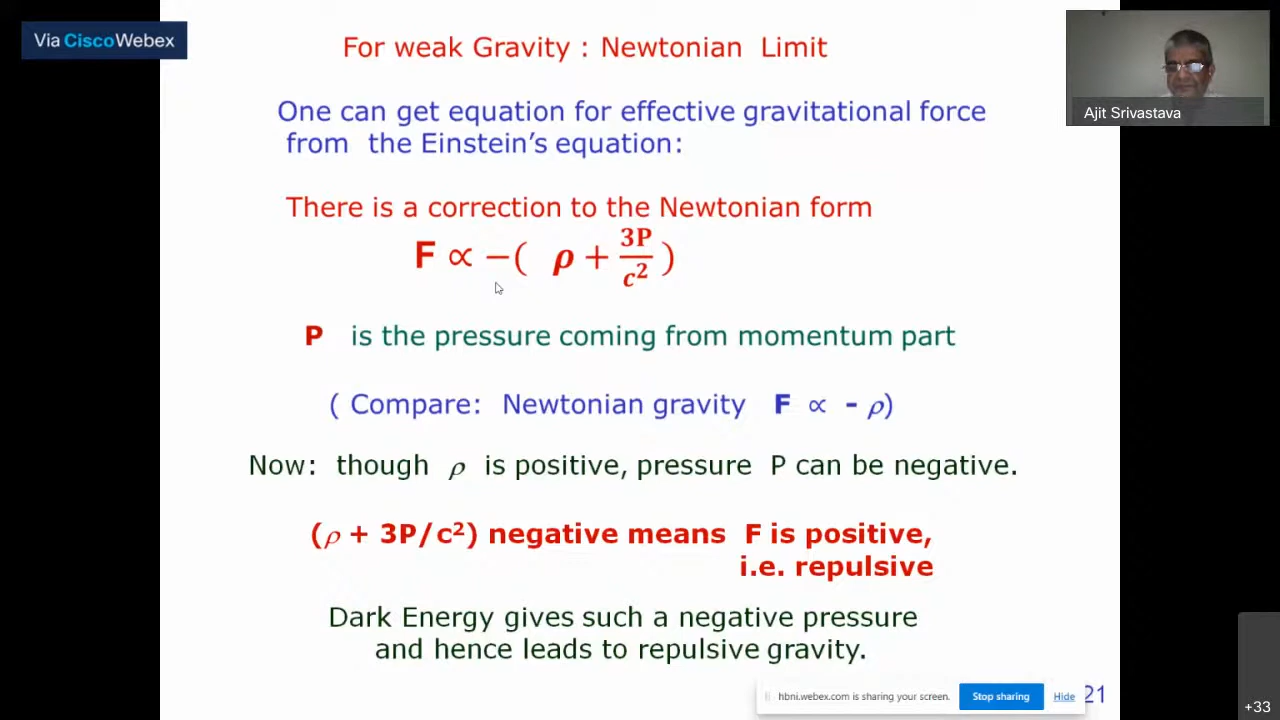 Via CiscoWebex
For weak Gravity : Newtonian Limit
Ajit Srivastava
One can get equation for effective gravitational force
from the Einstein’s equation:
There is a correction to the Newtonian form
F ∝ −( ρ + 3P/c² )
P is the pressure coming from momentum part
( Compare: Newtonian gravity F ∝ - ρ)
Now: though ρ is positive, pressure P can be negative.
(ρ + 3P/c²) negative means F is positive,
i.e. repulsive
Dark Energy gives such a negative pressure
and hence leads to repulsive gravity.
hbni.webex.com is sharing your screen. Stop sharing Hide
21
+33